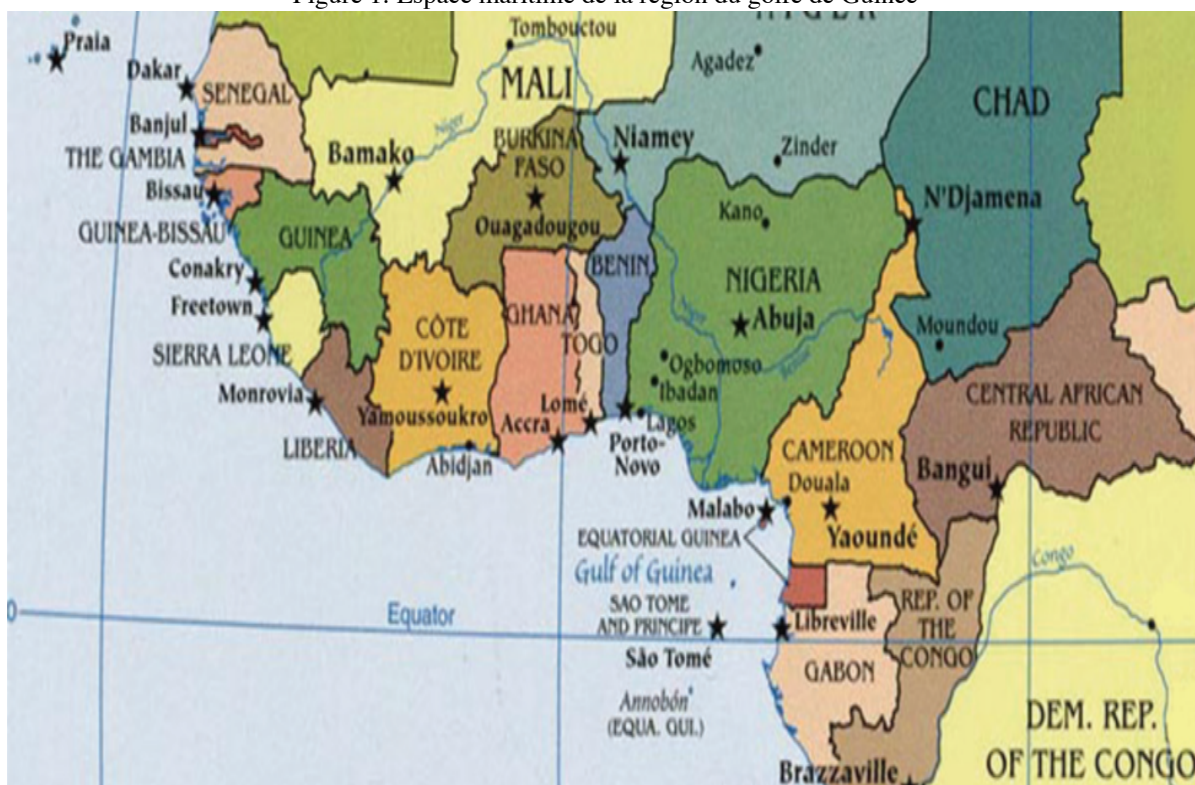 Figure 1: Espace maritime de la région du golfe de Guinée
NIGER
Praia
Tombouctou
Agadez
Dakar
SENEGAL
MALI
CHAD
Banjul
THE GAMBIA
Niger
BURKINA
FASO
Niamey
Zinder
Bamako
Bissau
GUINEA-BISSAU
Ouagadougou
Kano
N'Djamena
GUINEA
BENIN
NIGERIA
Conakry
Freetown
GHANA
TOGO
Niger
Abuja
Benue
Moundou
CÔTE
D'IVOIRE
SIERRA LEONE
Ogbomoso
Ibadan
CENTRAL AFRICAN
REPUBLIC
Monrovia
Yamoussoukro
Lomé
Accra
Lagos
LIBERIA
Abidjan
Porto-
Novo
CAMEROON
Douala
Bangui
Malabo
Yaoundé
EQUATORIAL GUINEA
Gulf of Guinea
Congo
0
Equator
SAO TOME
AND PRINCIPE
Libreville
REP. OF
THE
CONGO
São Tomé
GABON
Annobón
(EQUA. GUI.)
DEM. REP.
OF THE CONGO
Brazzaville